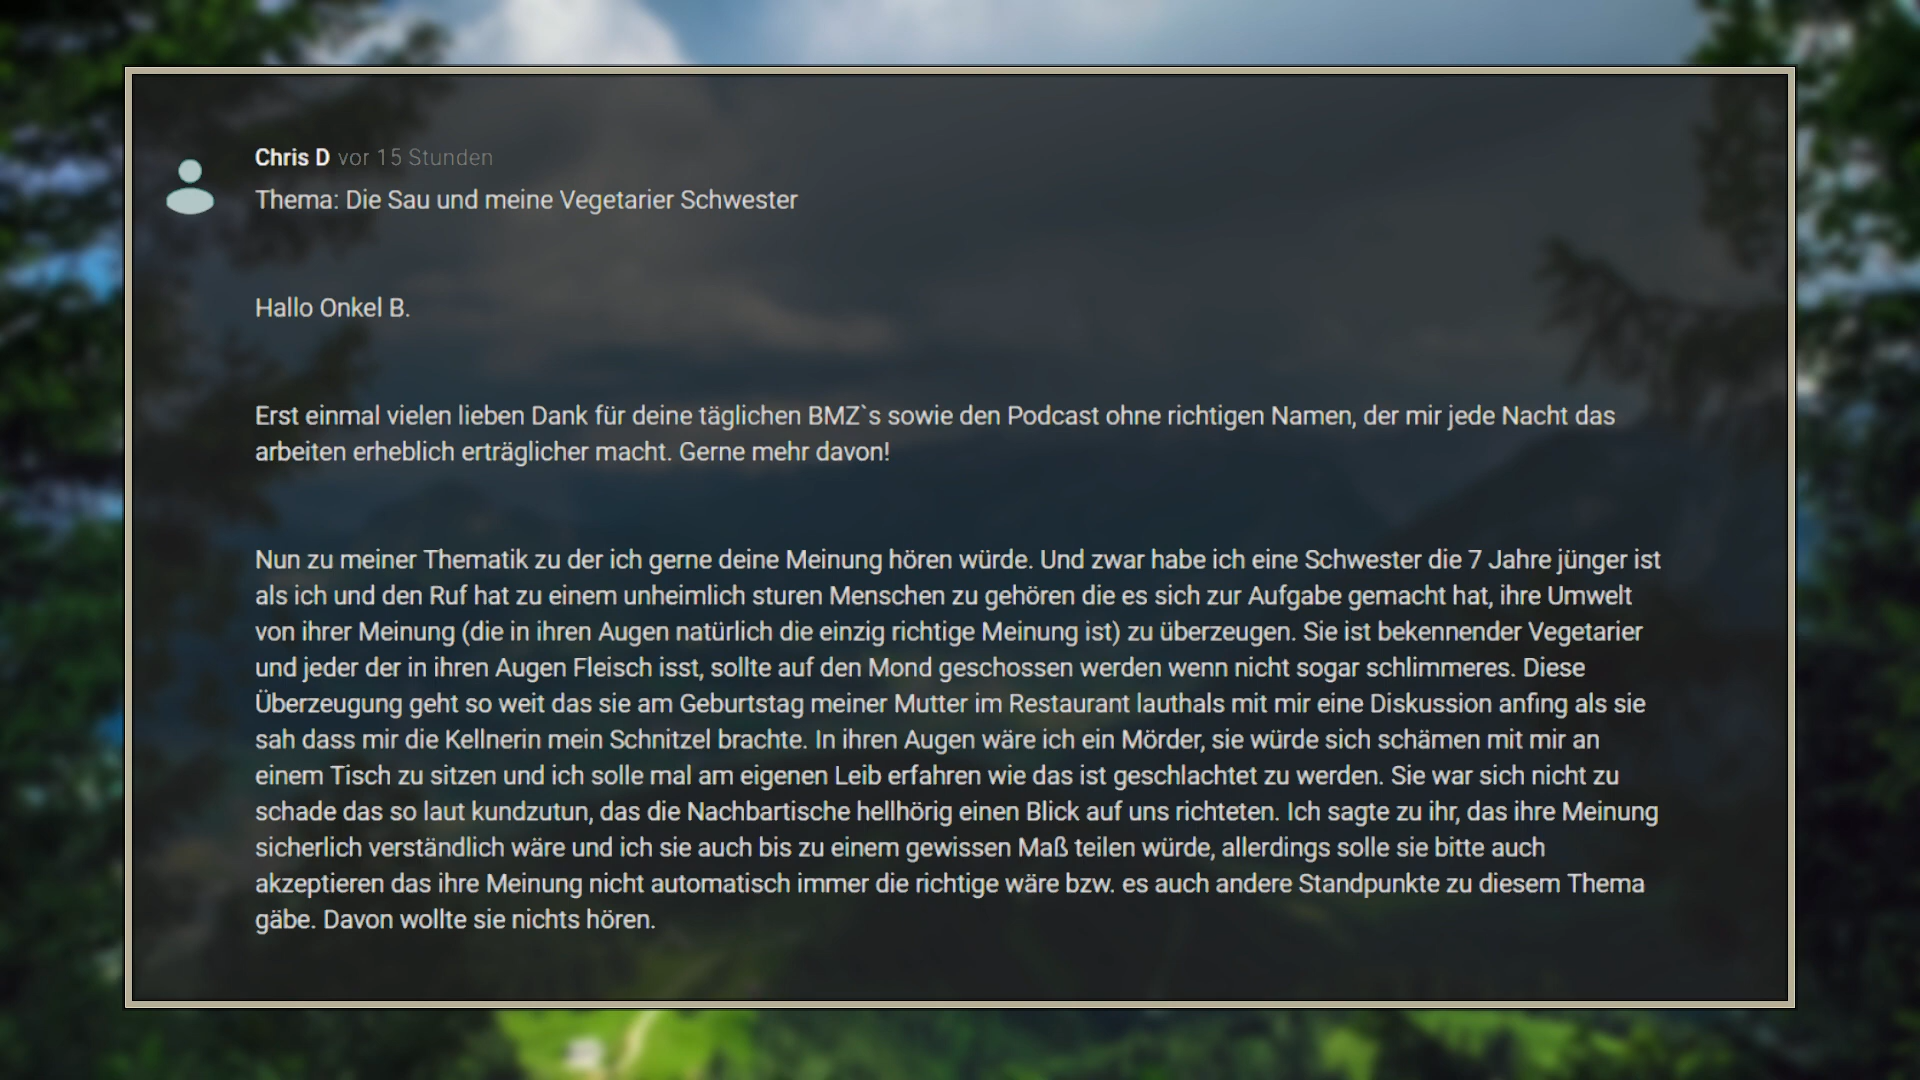 Chris D vor 15 Stunden
Thema: Die Sau und meine Vegetarier Schwester
Hallo Onkel B.
Erst einmal vielen lieben Dank für deine täglichen BMZ`s sowie den Podcast ohne richtigen Namen, der mir jede Nacht das
arbeiten erheblich erträglicher macht. Gerne mehr davon!
Nun zu meiner Thematik zu der ich gerne deine Meinung hören würde. Und zwar habe ich eine Schwester die 7 Jahre jünger ist
als ich und den Ruf hat zu einem unheimlich sturen Menschen zu gehören die es sich zur Aufgabe gemacht hat, ihre Umwelt
von ihrer Meinung (die in ihren Augen natürlich die einzig richtige Meinung ist) zu überzeugen. Sie ist bekennender Vegetarier
und jeder der in ihren Augen Fleisch isst, sollte auf den Mond geschossen werden wenn nicht sogar schlimmeres. Diese
Überzeugung geht so weit das sie am Geburtstag meiner Mutter im Restaurant lauthals mit mir eine Diskussion anfing als sie
sah dass mir die Kellnerin mein Schnitzel brachte. In ihren Augen wäre ich ein Mörder, sie würde sich schämen mit mir an
einem Tisch zu sitzen und ich solle mal am eigenen Leib erfahren wie das ist geschlachtet zu werden. Sie war sich nicht zu
schade das so laut kundzutun, das die Nachbartische hellhörig einen Blick auf uns richteten. Ich sagte zu ihr, das ihre Meinung
sicherlich verständlich wäre und ich sie auch bis zu einem gewissen Maß teilen würde, allerdings solle sie bitte auch
akzeptieren das ihre Meinung nicht automatisch immer die richtige wäre bzw. es auch andere Standpunkte zu diesem Thema
gäbe. Davon wollte sie nichts hören.